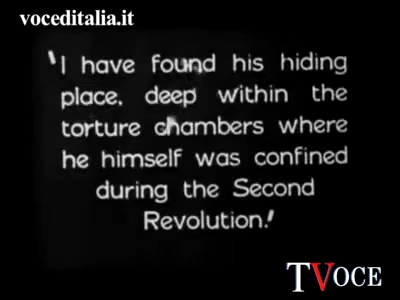 voceditalia.it
'I have found his hiding
place, deep within the
torture chambers where
he himself was confined
during the Second
Revolution!'
TVOCE